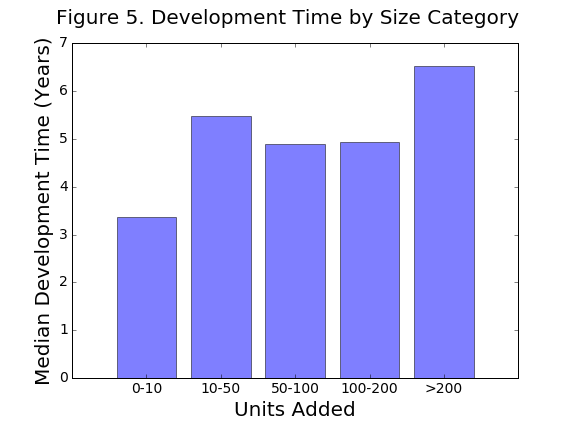 Figure 5. Development Time by Size Category
Median Development Time (Years)
7
6
5
4
3
2
1
0
0-10 10-50 50-100 100-200 >200
Units Added